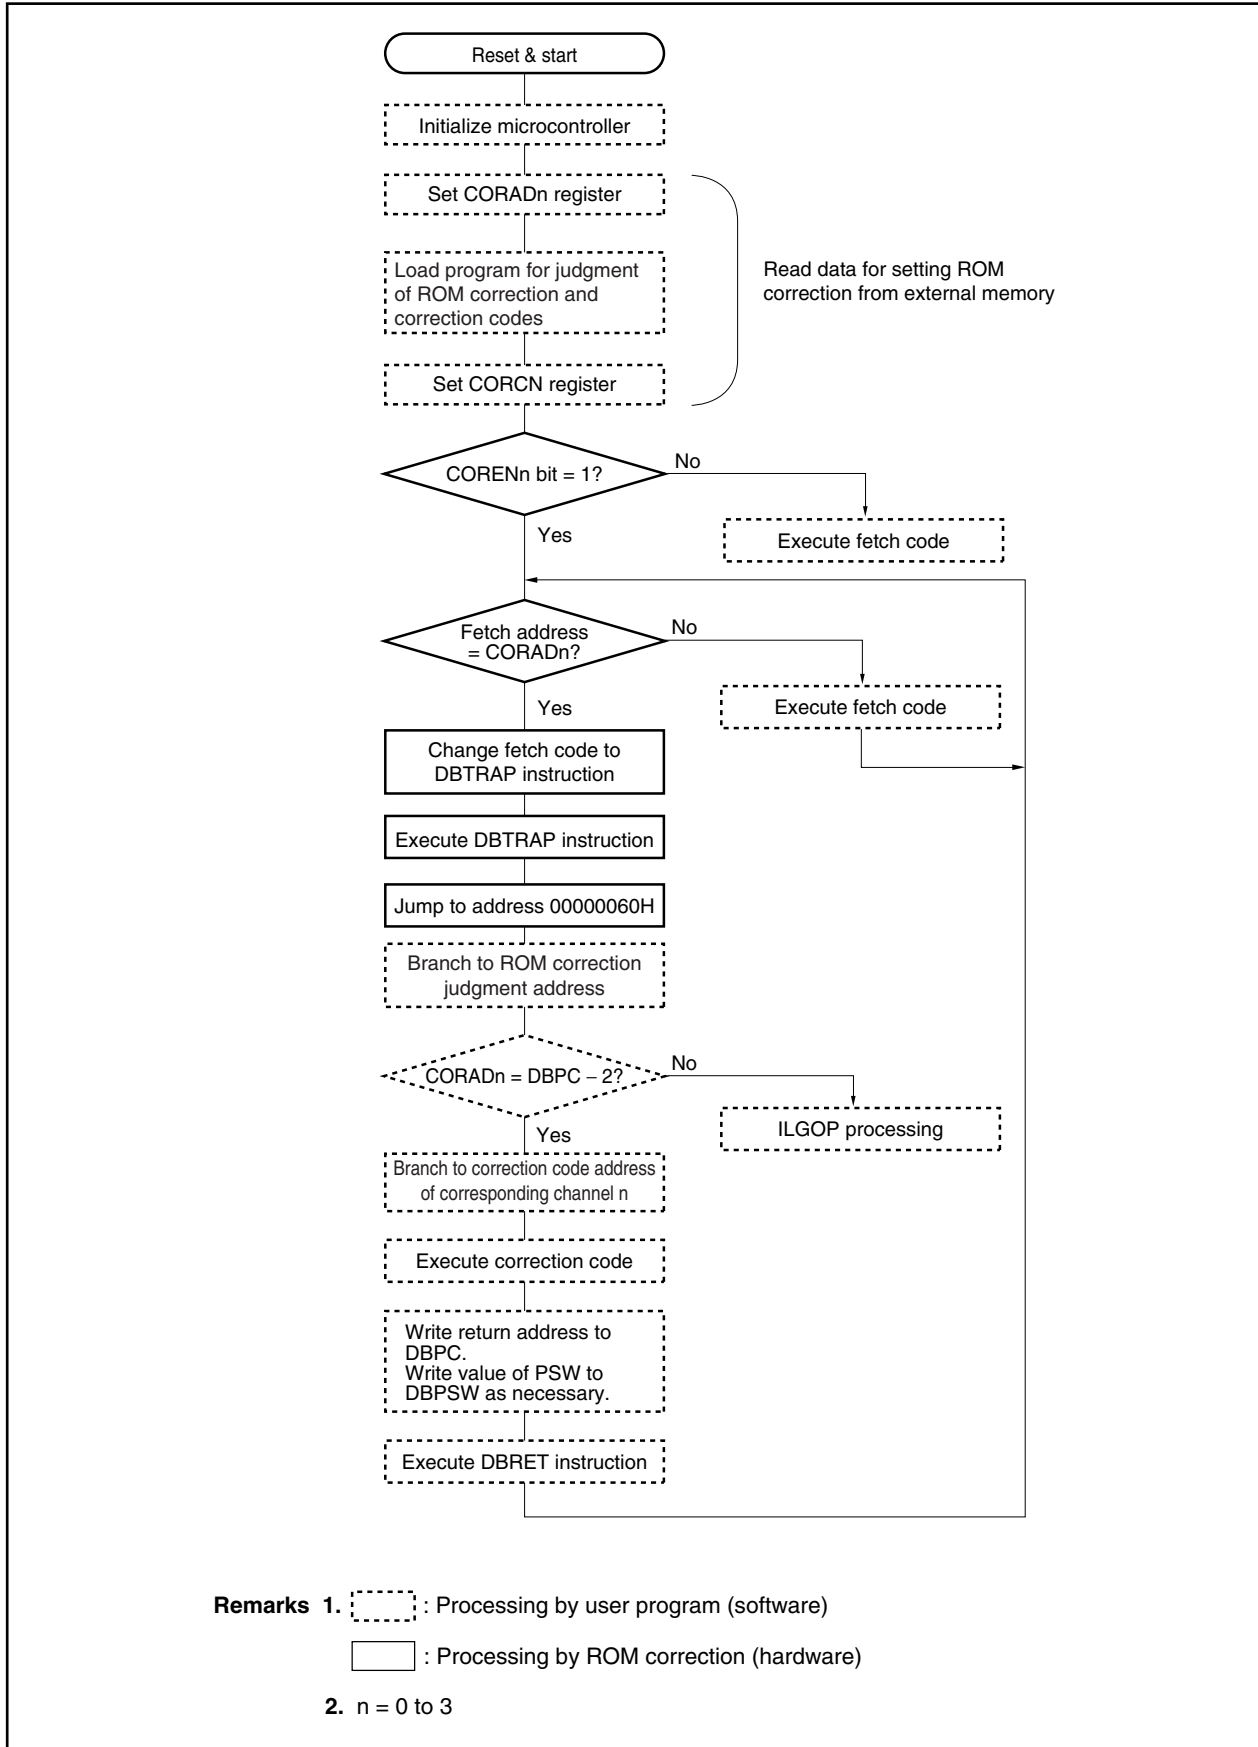 Reset & start
Initialize microcontroller
Set CORADn register
Load program for judgment
of ROM correction and
correction codes
Read data for setting ROM
correction from external memory
Set CORCN register
CORENn bit = 1?
No
Yes
Execute fetch code
Fetch address
= CORADn?
No
Yes
Execute fetch code
Change fetch code to
DBTRAP instruction
Execute DBTRAP instruction
Jump to address 00000060H
Branch to ROM correction
judgment address
CORADn = DBPC – 2?
No
Yes
ILGOP processing
Branch to correction code address
of corresponding channel n
Execute correction code
Write return address to
DBPC.
Write value of PSW to
DBPSW as necessary.
Execute DBRET instruction
Remarks 1. : Processing by user program (software)
: Processing by ROM correction (hardware)
2. n = 0 to 3